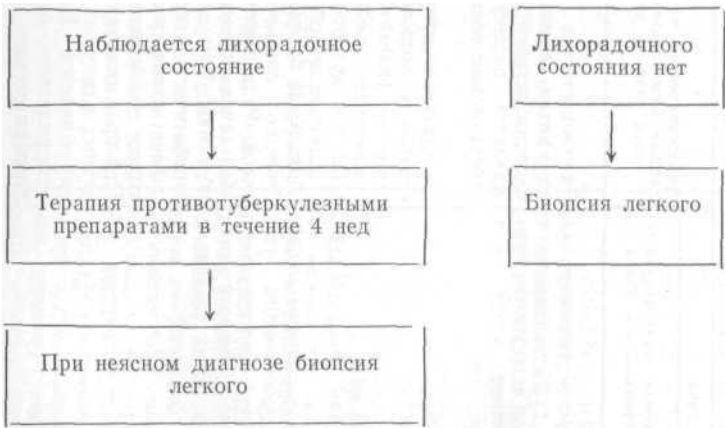 Наблюдается лихорадочное
состояние
Лихорадочного
состояния нет
Терапия противотуберкулезными
препаратами в течение 4 нед
Биопсия легкого
При неясном диагнозе биопсия
легкого